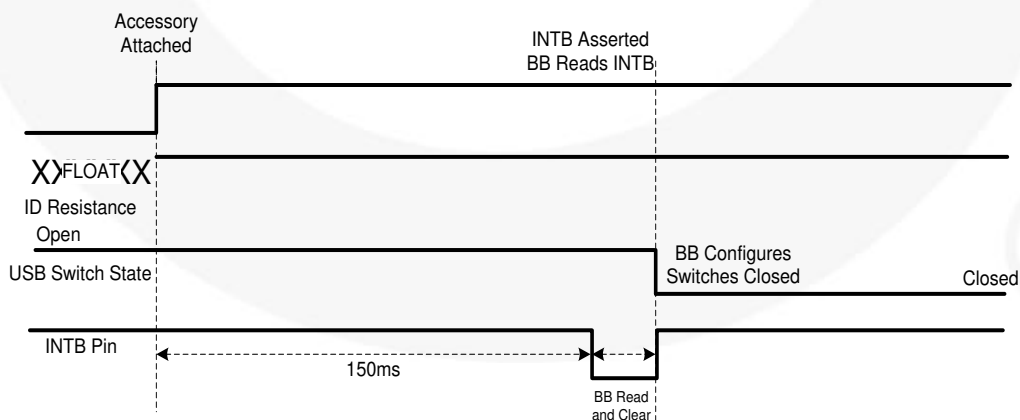 Accessory
Attached
INTB Asserted
BB Reads INTB
X>FLOAT<X
ID Resistance
Open
USB Switch State
BB Configures
Switches Closed
Closed
INTB Pin
150ms
BB Read
and Clear